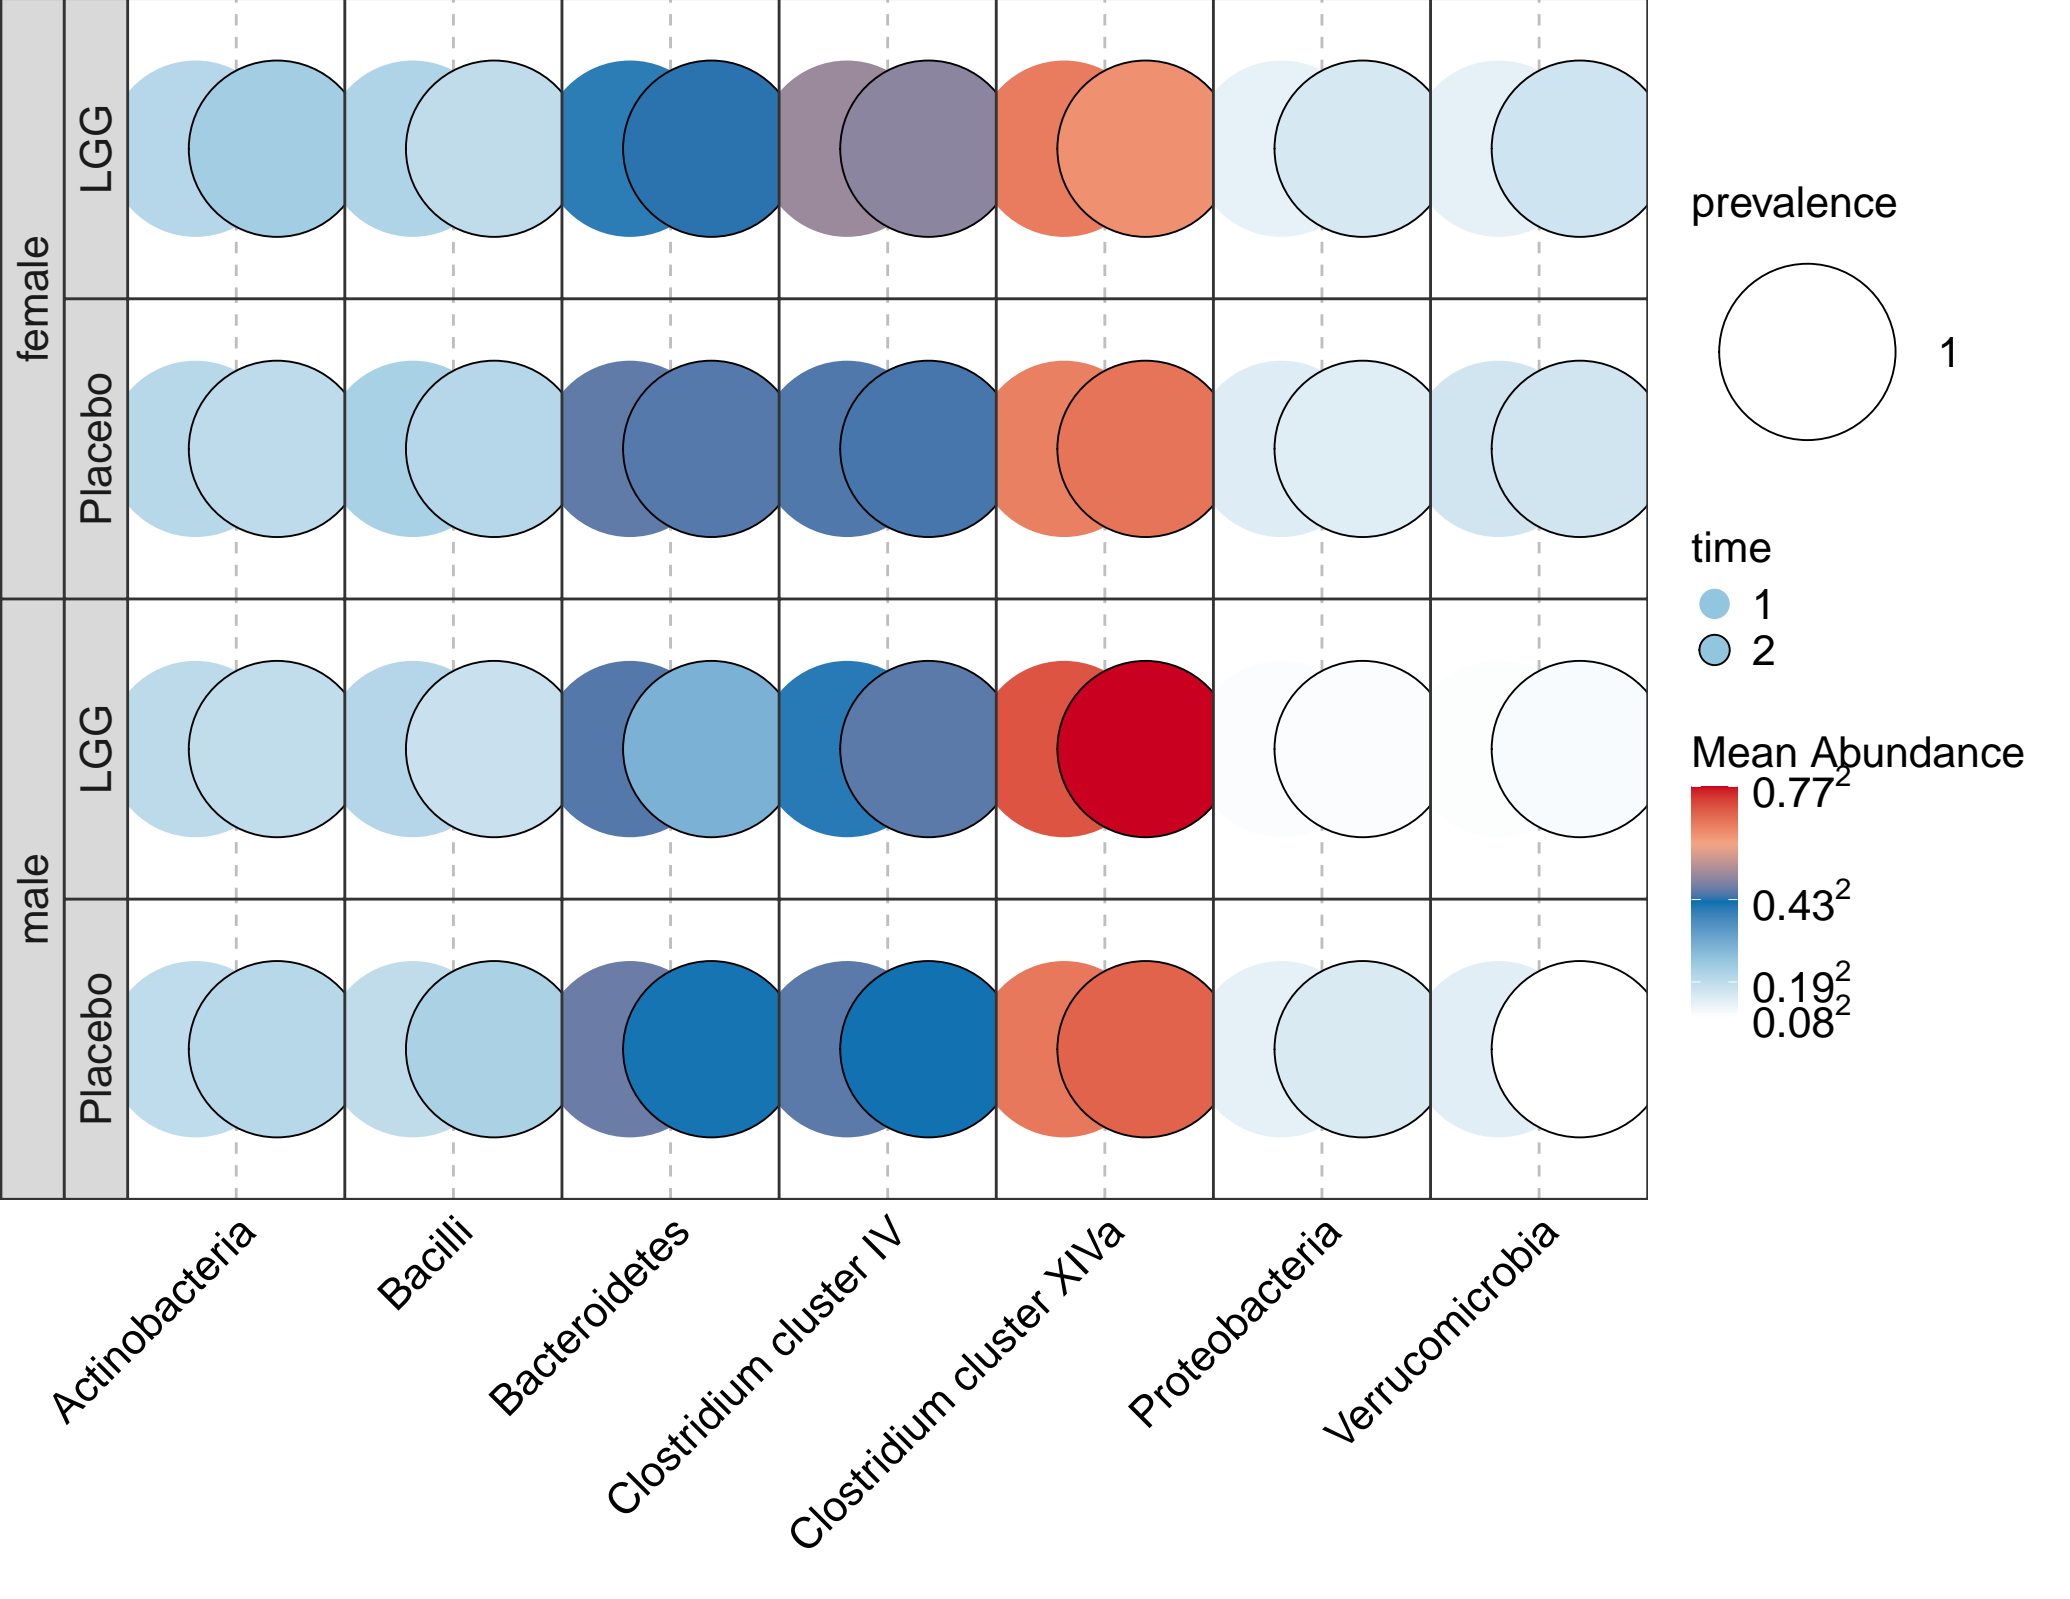 female
LGG
Placebo
male
LGG
Placebo
Actinobacteria
Bacilli
Bacteroidetes
Clostridium cluster IV
Clostridium cluster XIVa
Proteobacteria
Verrucomicrobia
prevalence
1
time
1
2
Mean Abundance
0.77²
0.43²
0.19²
0.08²